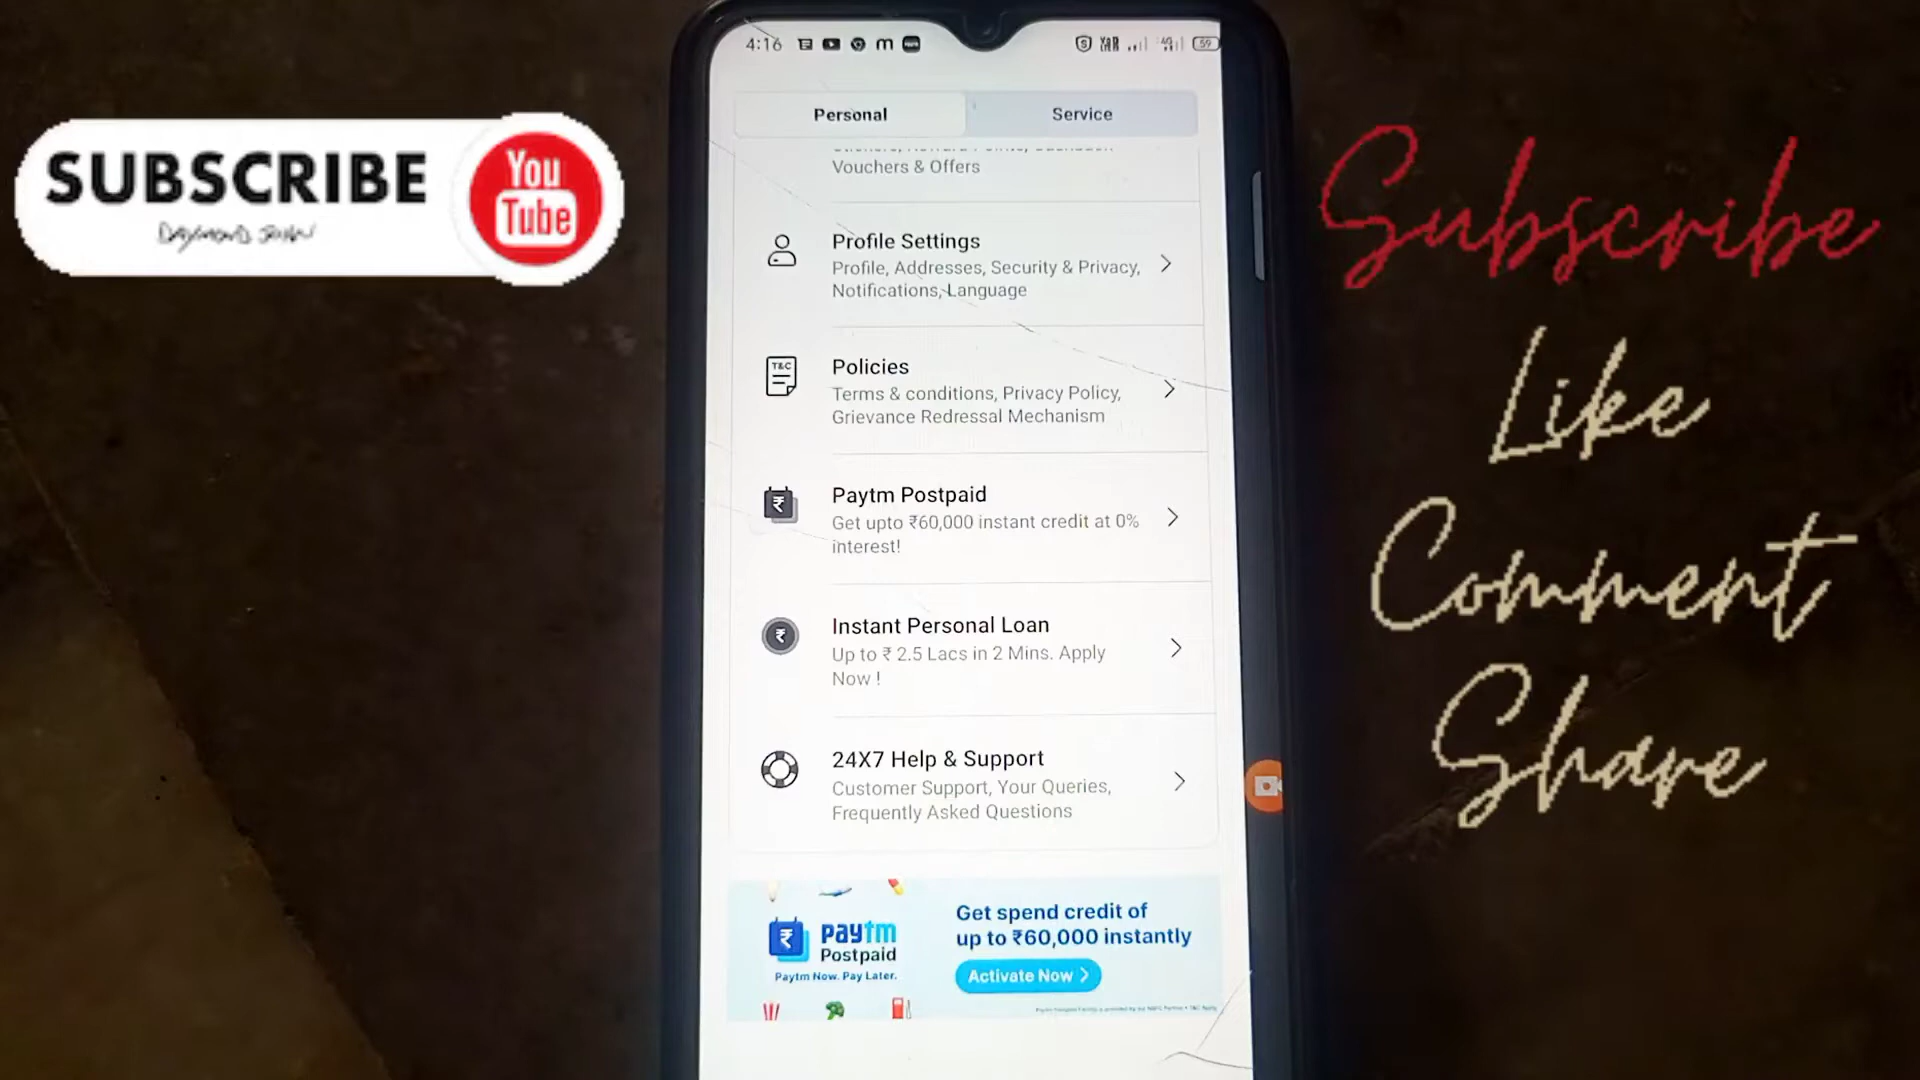 SUBSCRIBE
You
Tube
4:16
59
Personal
Service
Vouchers & Offers
Profile Settings
Profile, Addresses, Security & Privacy,
Notifications, Language
T&C
Policies
Terms & conditions, Privacy Policy,
Grievance Redressal Mechanism
Paytm Postpaid
Get upto ₹60,000 instant credit at 0%
interest!
Instant Personal Loan
Up to ₹ 2.5 Lacs in 2 Mins. Apply
Now !
24X7 Help & Support
Customer Support, Your Queries,
Frequently Asked Questions
paytm
Postpaid
Paytm Now. Pay Later.
Get spend credit of
up to ₹60,000 instantly
Activate Now >
Subscribe
Like
Comment
Share